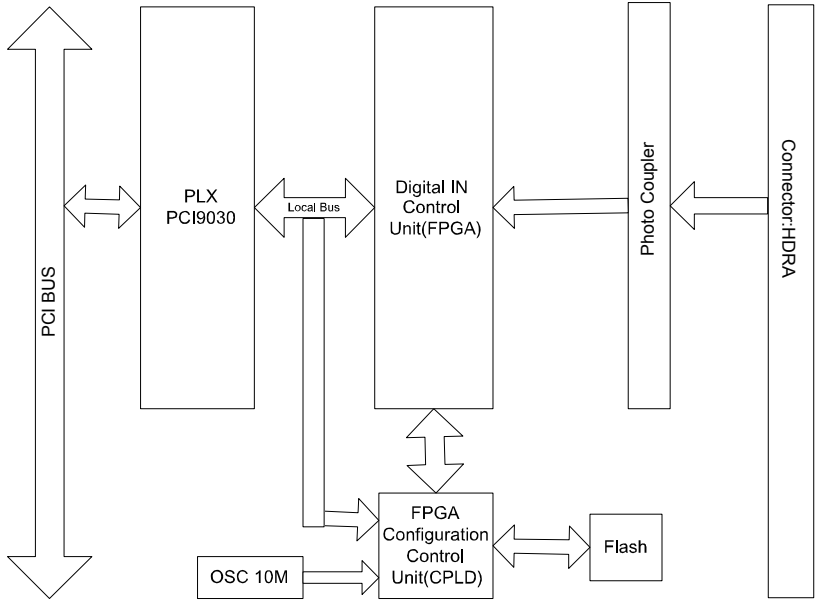 PCI BUS
PLX
PCI9030
Local Bus
Digital IN
Control
Unit(FPGA)
Photo Coupler
Connector:HDRA
FPGA
Configuration
Control
Unit(CPLD)
OSC 10M
Flash